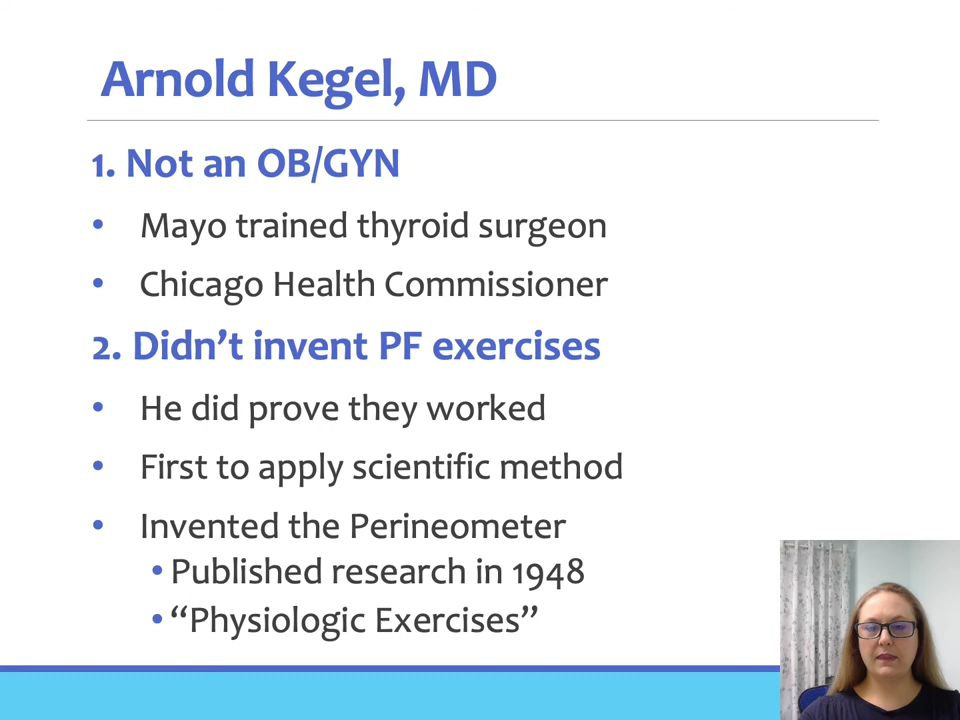 Arnold Kegel, MD
1. Not an OB/GYN
• Mayo trained thyroid surgeon
• Chicago Health Commissioner
2. Didn’t invent PF exercises
• He did prove they worked
• First to apply scientific method
• Invented the Perineometer
• Published research in 1948
• “Physiologic Exercises”